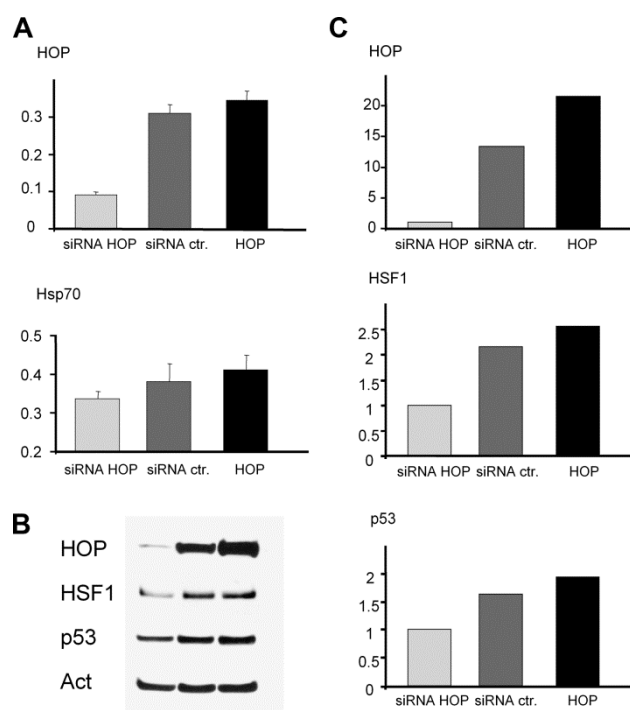 A
HOP
0.3
0.2
0.1
0
siRNA HOP siRNA ctr. HOP
Hsp70
0.5
0.4
0.3
0.2
siRNA HOP siRNA ctr. HOP
B
HOP
HSF1
p53
Act
C
HOP
20
15
10
5
0
siRNA HOP siRNA ctr. HOP
HSF1
2.5
2
1.5
1
0.5
0
siRNA HOP siRNA ctr. HOP
p53
2
1.5
1
0.5
0
siRNA HOP siRNA ctr. HOP